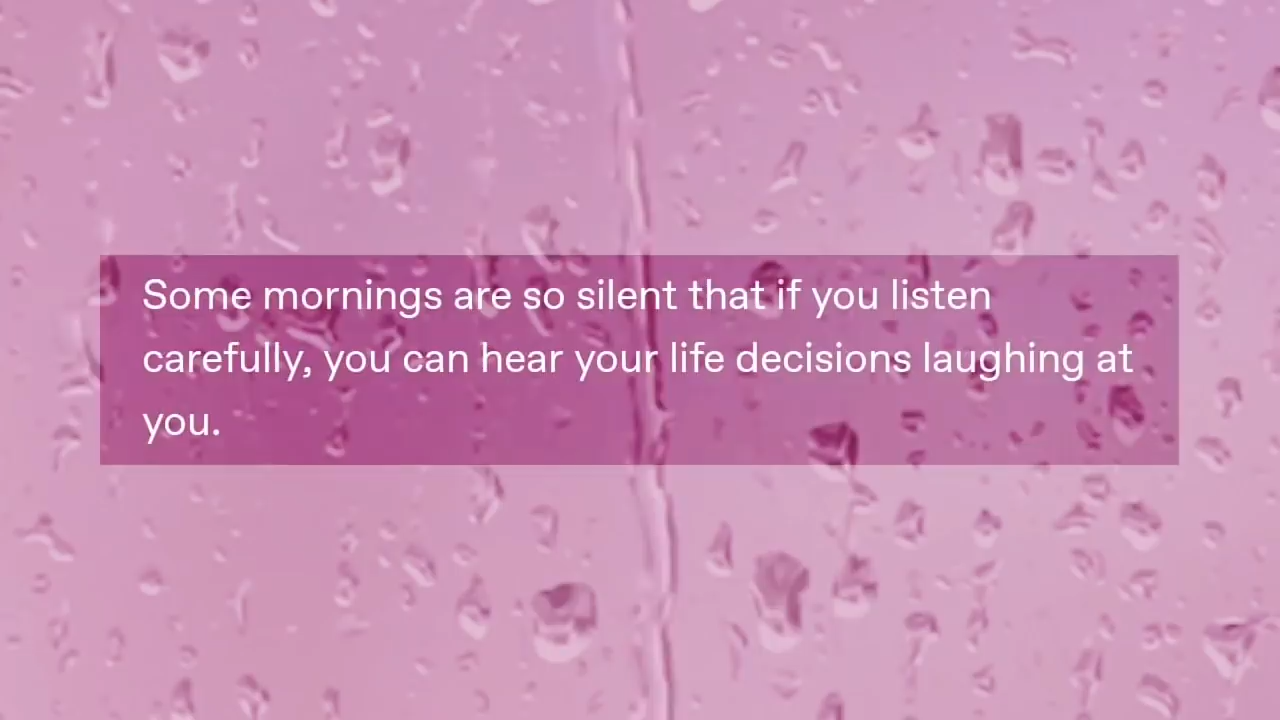 Some mornings are so silent that if you listen
carefully, you can hear your life decisions laughing at
you.